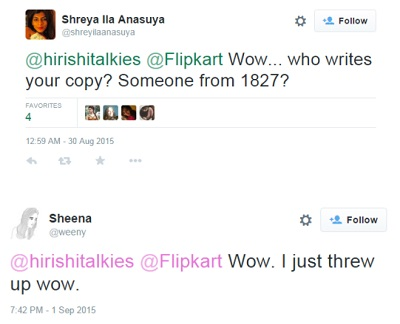 Shreya Ila Anasuya
@shreyilaanasuya
Follow
@hirishitalkies @Flipkart Wow... who writes
your copy? Someone from 1827?
FAVORITES
4
12:59 AM - 30 Aug 2015
Sheena
@weeny
Follow
@hirishitalkies @Flipkart Wow. I just threw
up wow.
7:42 PM - 1 Sep 2015